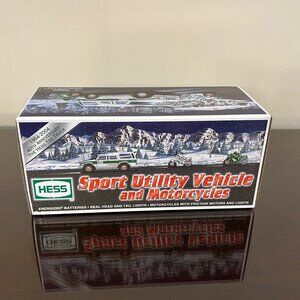 HESS
Sport Utility Vehicle
and Motorcycles
ENERGIZER BATTERIES • REAL HEAD AND TAIL LIGHTS • MOTORCYCLES WITH FRICTION MOTORS AND LIGHTS